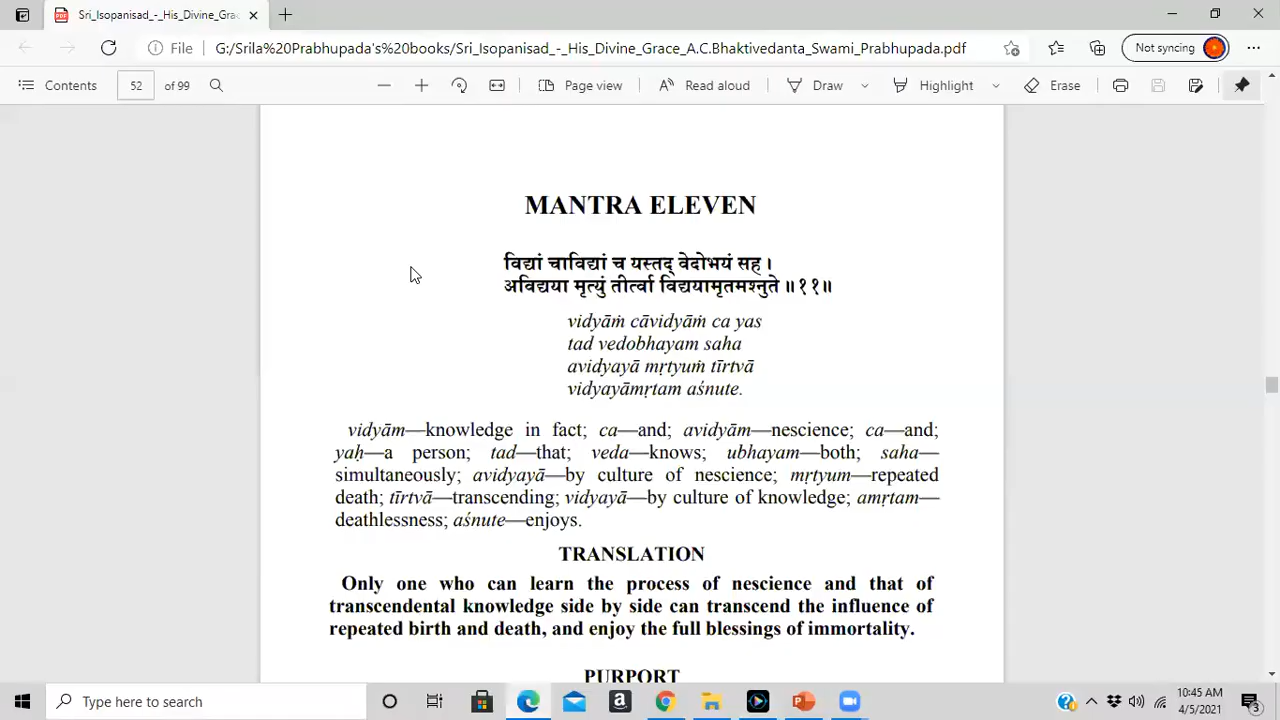 Sri_Isopanisad_-_His_Divine_Grac
File G:/Srila%20Prabhupada's%20books/Sri_Isopanisad_-_His_Divine_Grace_A.C.Bhaktivedanta_Swami_Prabhupada.pdf Not syncing
Contents 52 of 99 Page view Read aloud Draw Highlight Erase
MANTRA ELEVEN
विद्यां चाविद्यां च यस्तद् वेदोभयं सह ।
अविद्यया मृत्युं तीर्त्वा विद्ययामृतमश्नुते ॥ ११॥
vidyāṁ cāvidyāṁ ca yas
tad vedobhayam saha
avidyayā mṛtyuṁ tīrtvā
vidyayāmṛtam aśnute.
vidyām—knowledge in fact; ca—and; avidyām—nescience; ca—and;
yaḥ—a person; tad—that; veda—knows; ubhayam—both; saha—
simultaneously; avidyayā—by culture of nescience; mṛtyum—repeated
death; tīrtvā—transcending; vidyayā—by culture of knowledge; amṛtam—
deathlessness; aśnute—enjoys.
TRANSLATION
Only one who can learn the process of nescience and that of
transcendental knowledge side by side can transcend the influence of
repeated birth and death, and enjoy the full blessings of immortality.
PURPORT
Type here to search
10:45 AM
4/5/2021
3